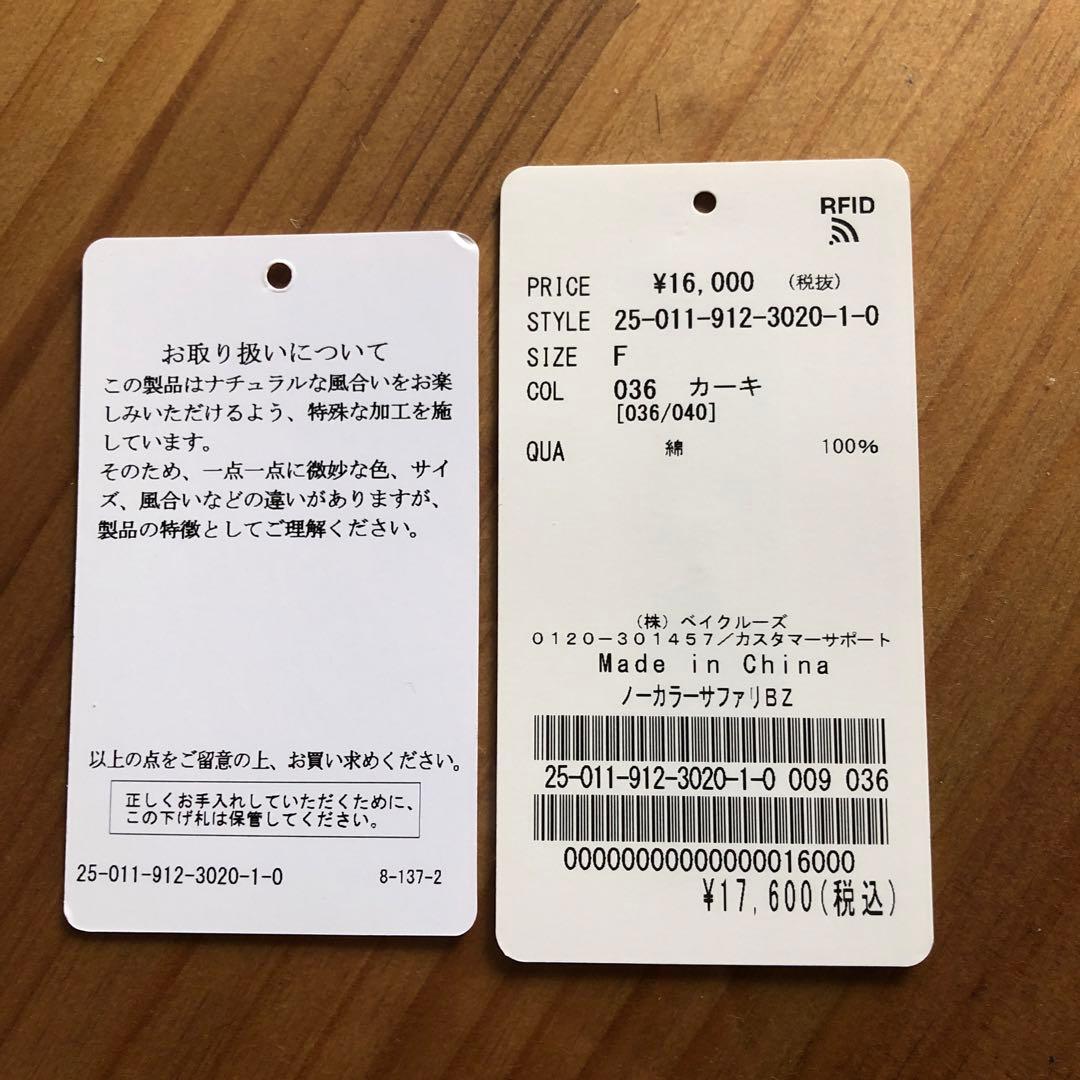 お取り扱いについて
この製品はナチュラルな風合いをお楽
しみいただけるよう、特殊な加工を施
しています。
そのため、一点一点に微妙な色、サイ
ズ、風合いなどの違いがありますが、
製品の特徴としてご理解ください。
以上の点をご留意の上、お買い求めください。
正しくお手入れしていただくために、
この下げ札は保管してください。
25-011-912-3020-1-0 8-137-2
RFID
PRICE ¥16,000 (税抜)
STYLE 25-011-912-3020-1-0
SIZE F
COL 036 カーキ
[036/040]
QUA 綿 100%
(株) ベイクルーズ
0120-301457/カスタマーサポート
Made in China
ノーカラーサファリBZ
25-011-912-3020-1-0 009 036
00000000000000016000
¥17,600(税込)